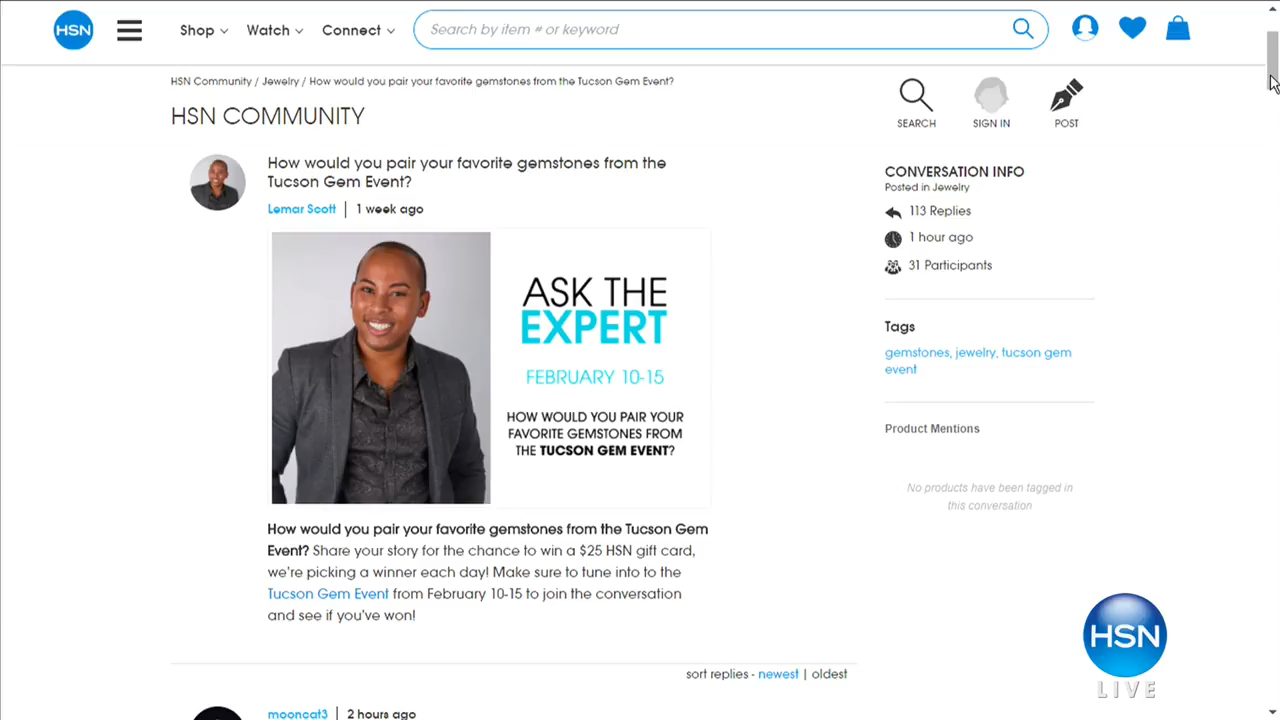 HSN
Shop
Watch
Connect
Search by item # or keyword
HSN Community / Jewelry / How would you pair your favorite gemstones from the Tucson Gem Event?
HSN COMMUNITY
SEARCH
SIGN IN
POST
How would you pair your favorite gemstones from the
Tucson Gem Event?
Lemar Scott | 1 week ago
ASK THE
EXPERT
FEBRUARY 10-15
HOW WOULD YOU PAIR YOUR
FAVORITE GEMSTONES FROM
THE TUCSON GEM EVENT?
How would you pair your favorite gemstones from the Tucson Gem
Event? Share your story for the chance to win a $25 HSN gift card,
we're picking a winner each day! Make sure to tune into to the
Tucson Gem Event from February 10-15 to join the conversation
and see if you've won!
sort replies - newest | oldest
mooncat3 | 2 hours ago
CONVERSATION INFO
Posted in Jewelry
113 Replies
1 hour ago
31 Participants
Tags
gemstones, jewelry, tucson gem
event
Product Mentions
No products have been tagged in
this conversation
HSN
LIVE